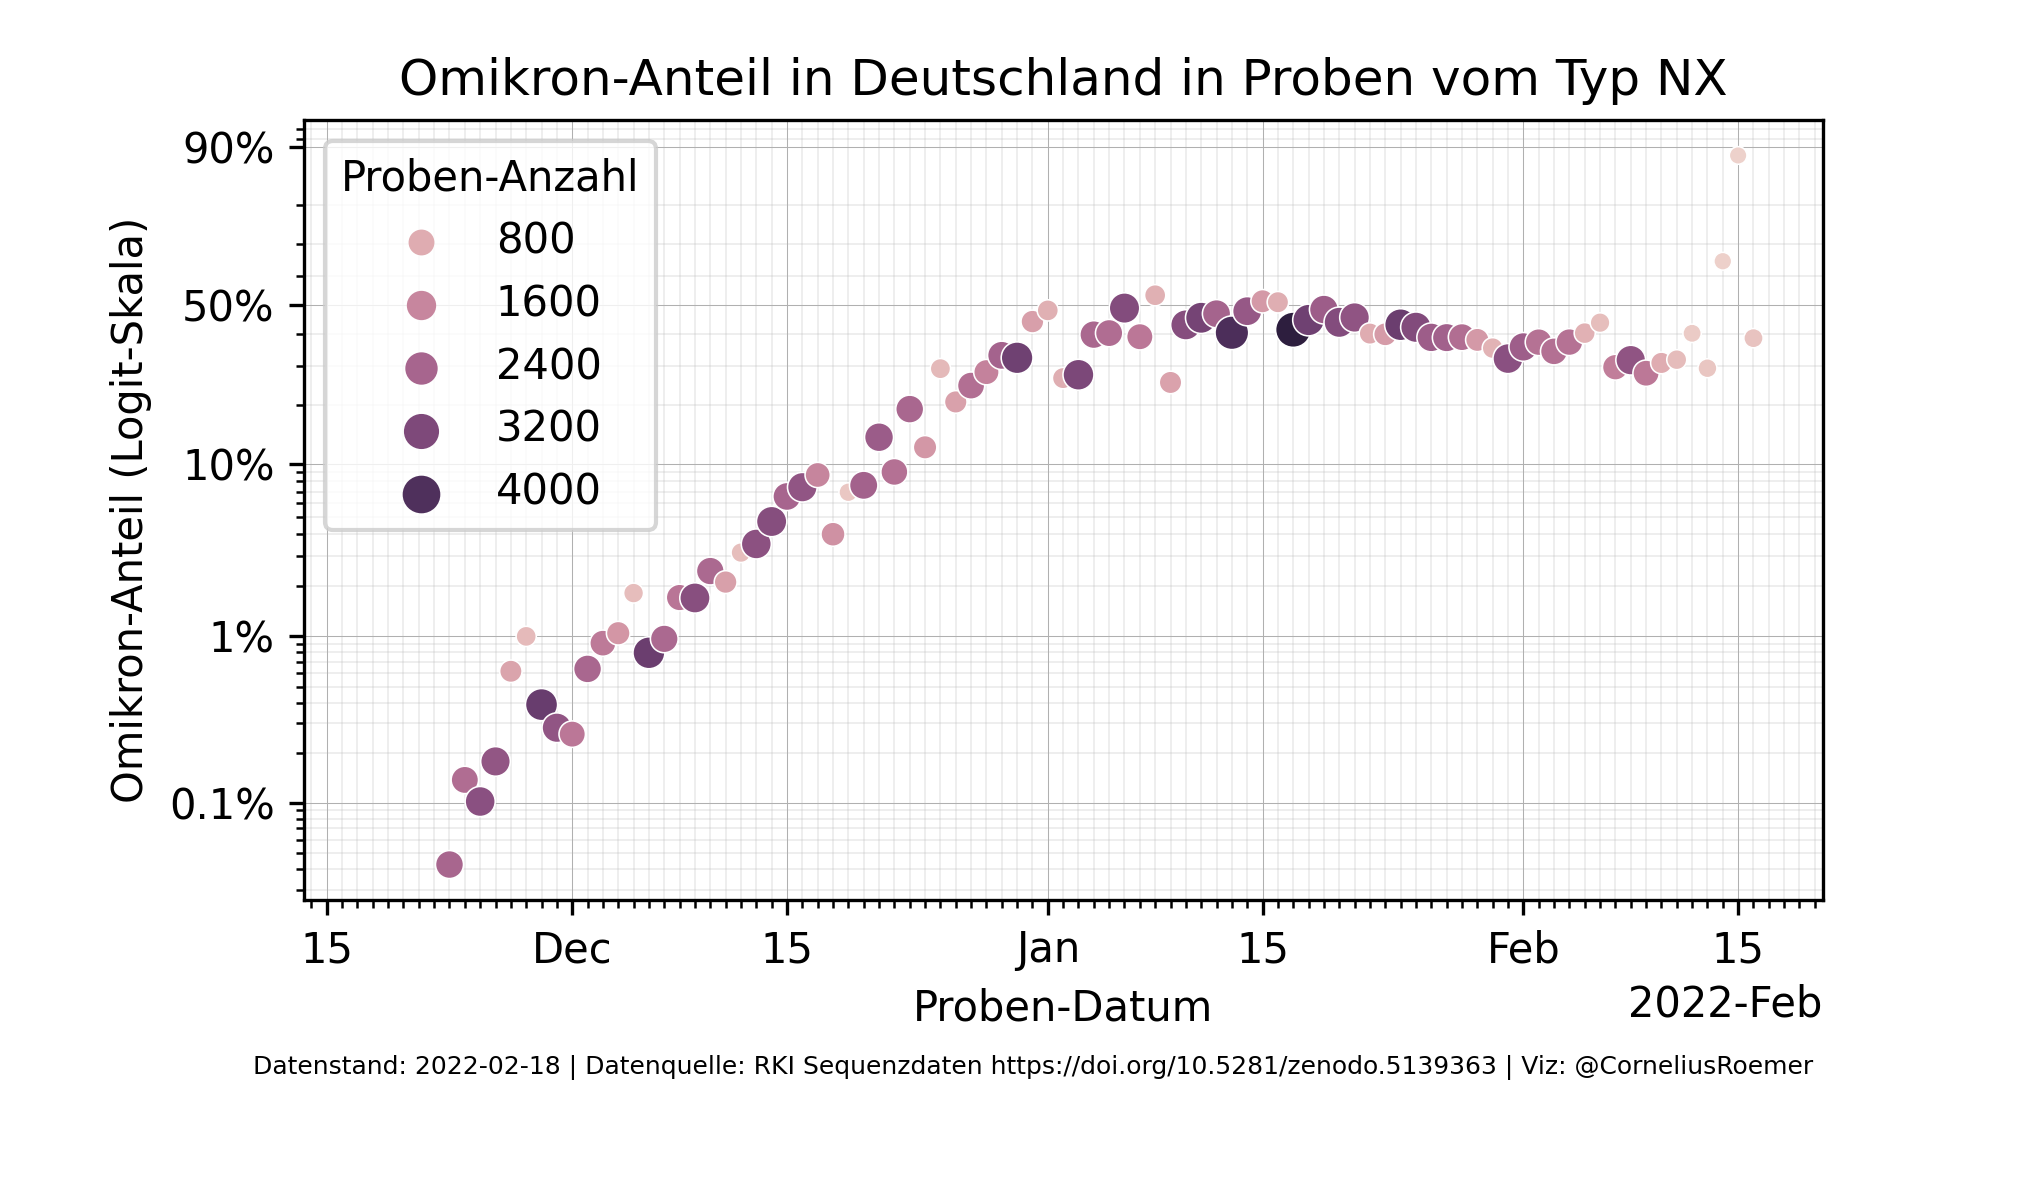 Omikron-Anteil in Deutschland in Proben vom Typ NX
Omikron-Anteil (Logit-Skala)
90%
50%
10%
1%
0.1%
Proben-Anzahl
800
1600
2400
3200
4000
15 Dec 15 Jan 15 Feb 15
Proben-Datum
2022-Feb
Datenstand: 2022-02-18 | Datenquelle: RKI Sequenzdaten https://doi.org/10.5281/zenodo.5139363 | Viz: @CorneliusRoemer